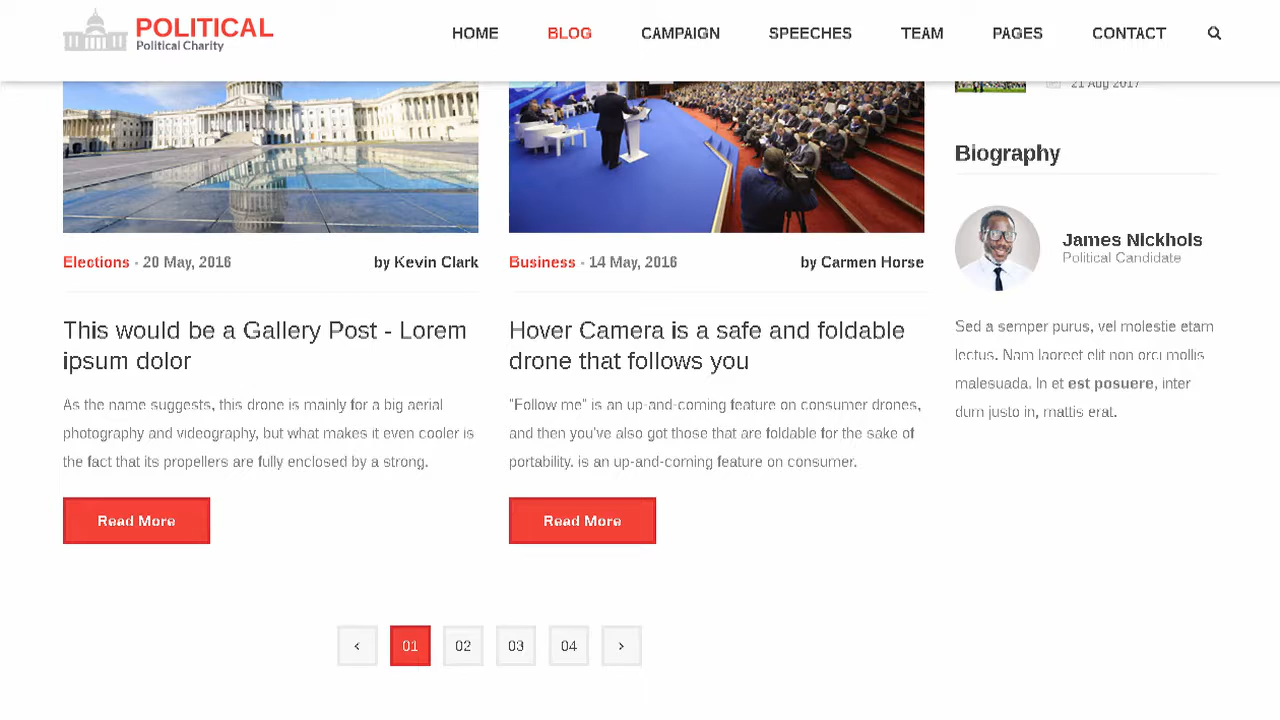 POLITICAL
Political Charity
HOME BLOG CAMPAIGN SPEECHES TEAM PAGES CONTACT
21 Aug 2017
Elections - 20 May, 2016 by Kevin Clark
This would be a Gallery Post - Lorem
ipsum dolor
As the name suggests, this drone is mainly for a big aerial
photography and videography, but what makes it even cooler is
the fact that its propellers are fully enclosed by a strong.
Read More
Business - 14 May, 2016 by Carmen Horse
Hover Camera is a safe and foldable
drone that follows you
"Follow me" is an up-and-coming feature on consumer drones,
and then you've also got those that are foldable for the sake of
portability. is an up-and-coming feature on consumer.
Read More
Biography
James Nickhols
Political Candidate
Sed a semper purus, vel molestie etam
lectus. Nam laoreet elit non orci mollis
malesuada. In et est posuere, inter
dum justo in, mattis erat.
‹ 01 02 03 04 ›